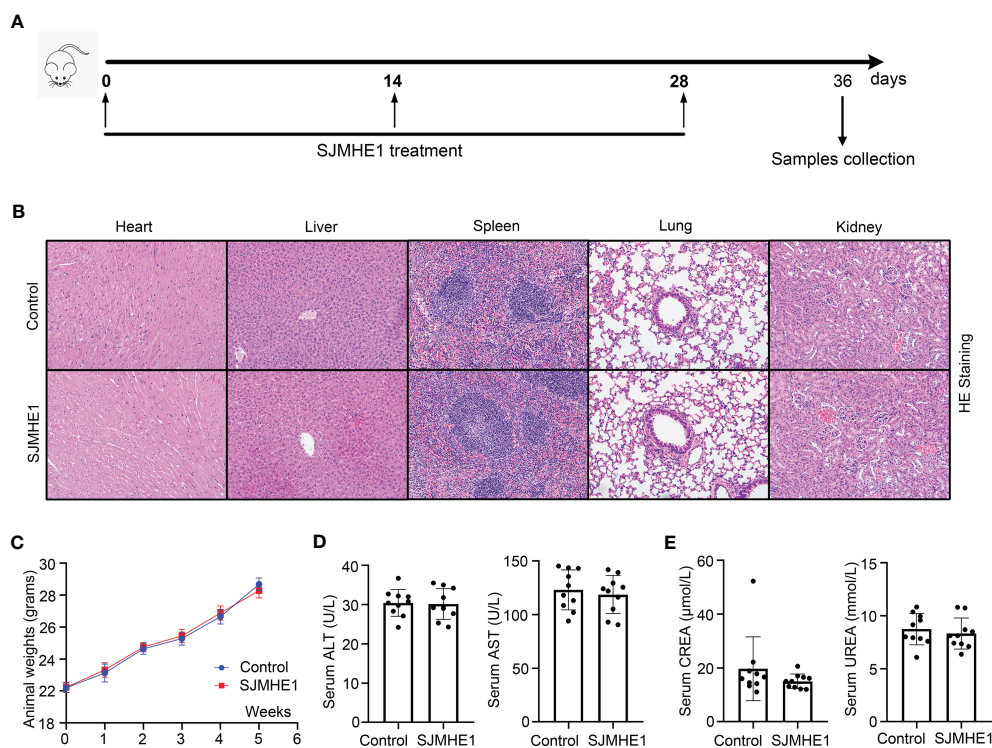 A
0
14
28
36
days
SJMHE1 treatment
Samples collection
B
Heart
Liver
Spleen
Lung
Kidney
Control
SJMHE1
HE Staining
C
Animal weights (grams)
30
28
26
24
22
18
Control
SJMHE1
Weeks
0 1 2 3 4 5 6
D
Serum ALT (U/L)
40
30
20
10
0
Control SJMHE1
Serum AST (U/L)
150
100
50
0
Control SJMHE1
E
Serum CREA (μmol/L)
60
40
20
0
Control SJMHE1
Serum UREA (mmol/L)
15
10
5
0
Control SJMHE1